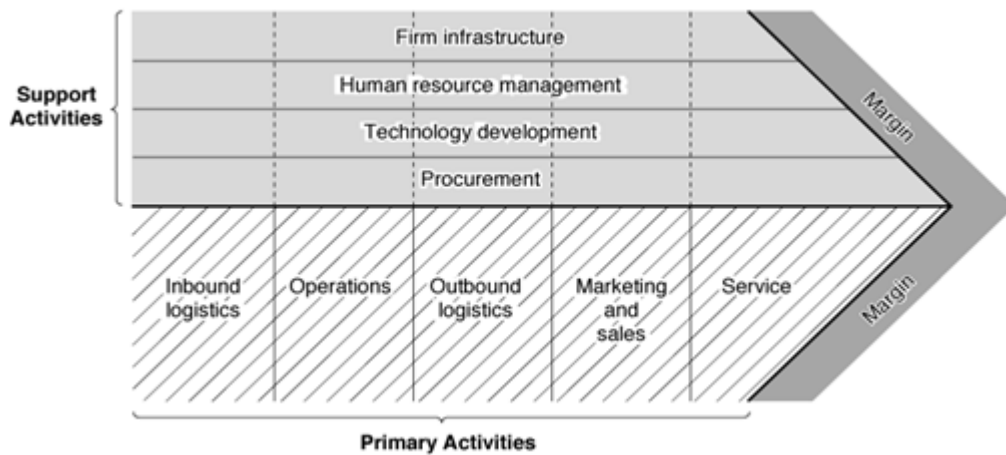 Firm infrastructure
Human resource management
Support
Activities
Technology development
Procurement
Margin
Inbound
logistics
Operations
Outbound
logistics
Marketing
and
sales
Service
Margin
Primary Activities